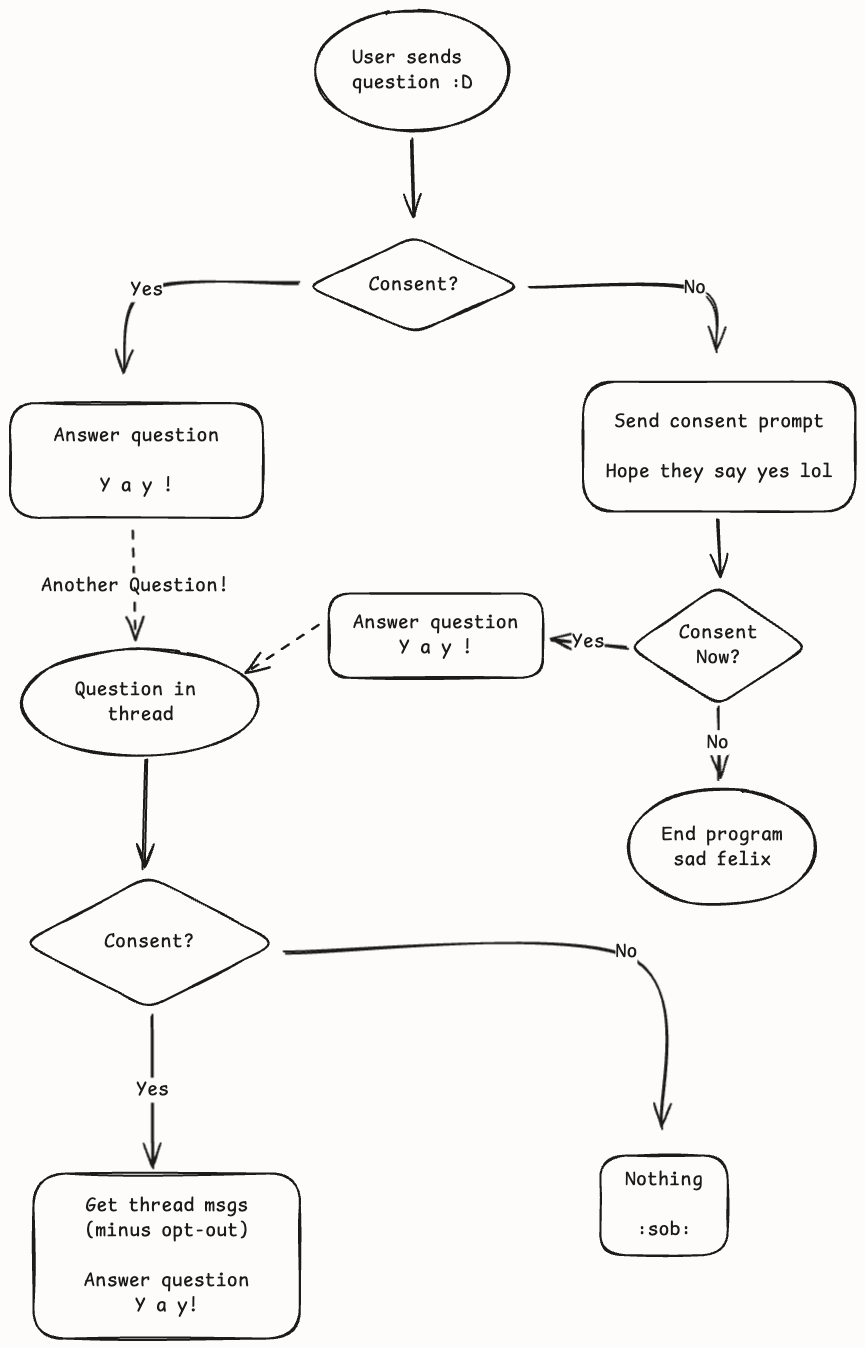 User sends
question :D
Consent?
Yes
No
Answer question
Y a y !
Send consent prompt
Hope they say yes lol
Another Question!
Answer question
Y a y !
Yes
Consent
Now?
Question in
thread
No
End program
sad felix
Consent?
No
Yes
Get thread msgs
(minus opt-out)
Answer question
Y a y!
Nothing
:sob: